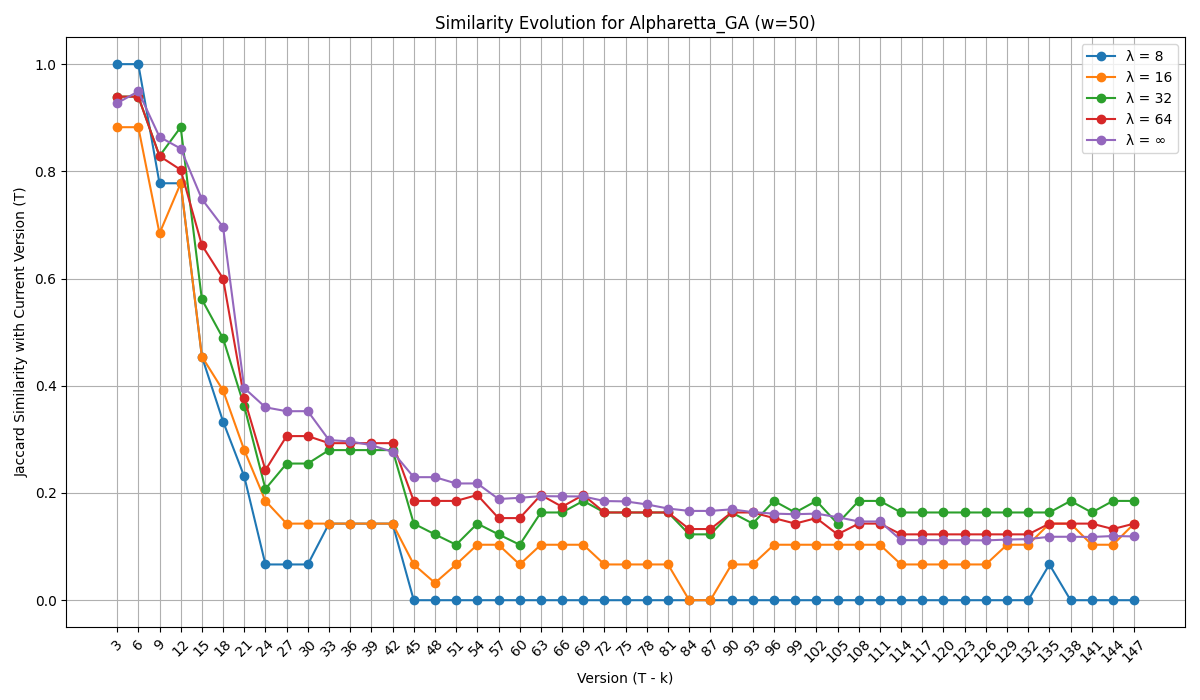 Similarity Evolution for Alpharetta_GA (w=50)
λ = 8
λ = 16
λ = 32
λ = 64
λ = ∞
Jaccard Similarity with Current Version (T)
1.0
0.8
0.6
0.4
0.2
0.0
3 6 9 12 15 18 21 24 27 30 33 36 39 42 45 48 51 54 57 60 63 66 69 72 75 78 81 84 87 90 93 96 99 102 105 108 111 114 117 120 123 126 129 132 135 138 141 144 147
Version (T - k)